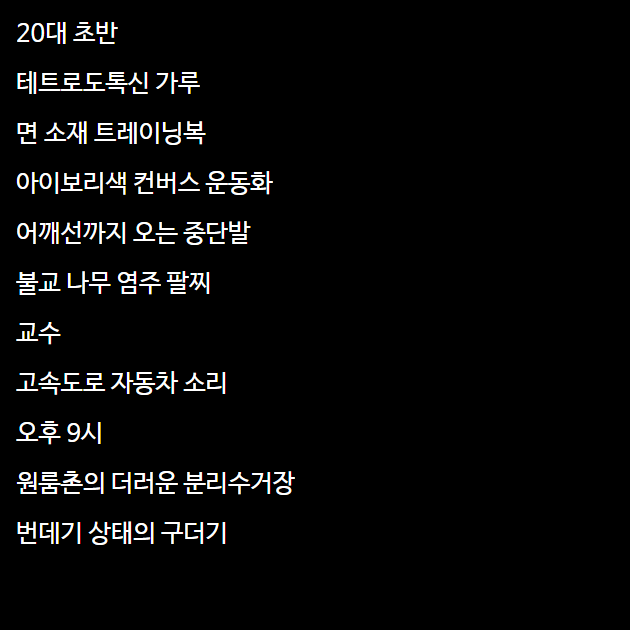 20대 초반
테트로도톡신 가루
면 소재 트레이닝복
아이보리색 컨버스 운동화
어깨선까지 오는 중단발
불교 나무 염주 팔찌
교수
고속도로 자동차 소리
오후 9시
원룸촌의 더러운 분리수거장
번데기 상태의 구더기